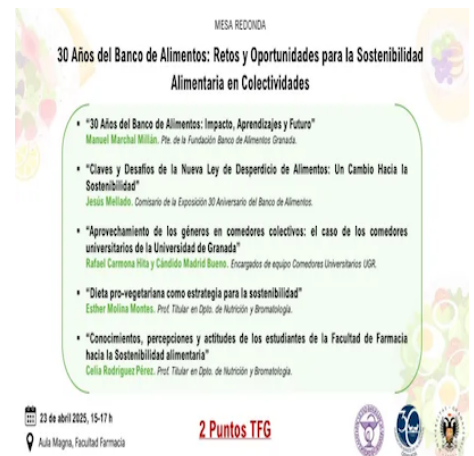 MESA REDONDA
30 Años del Banco de Alimentos: Retos y Oportunidades para la Sostenibilidad
Alimentaria en Colectividades
"30 Años del Banco de Alimentos: Impacto, Aprendizajes y Futuro"
Manuel Marchal Millán. Pte. de la Fundación Banco de Alimentos Granada.
"Claves y Desafíos de la Nueva Ley de Desperdicio de Alimentos: Un Cambio Hacia la
Sostenibilidad"
Jesús Mellado. Comisario de la Exposición 30 Aniversario del Banco de Alimentos.
"Aprovechamiento de los géneros en comedores colectivos: el caso de los comedores
universitarios de la Universidad de Granada"
Rafael Carmona Hita y Cándido Madrid Bueno. Encargados de equipo Comedores Universitarios UGR.
"Dieta pro-vegetariana como estrategia para la sostenibilidad"
Esther Molina Montes. Prof. Titular en Dpto. de Nutrición y Bromatología.
"Conocimientos, percepciones y actitudes de los estudiantes de la Facultad de Farmacia
hacia la Sostenibilidad alimentaria"
Celia Rodríguez Pérez. Prof. Titular en Dpto. de Nutrición y Bromatología.
23 de abril 2025, 15-17 h
Aula Magna, Facultad Farmacia
2 Puntos TFG